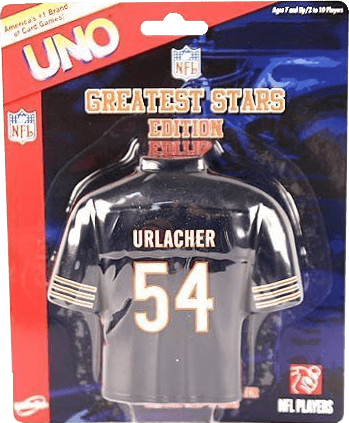 America's #1 Brand
of Card Games!
Ages 7 and Up/2 to 10 Players
UNO
NFL
NFL
GREATEST STARS
EDITION
URLACHER
54
NFL PLAYERS